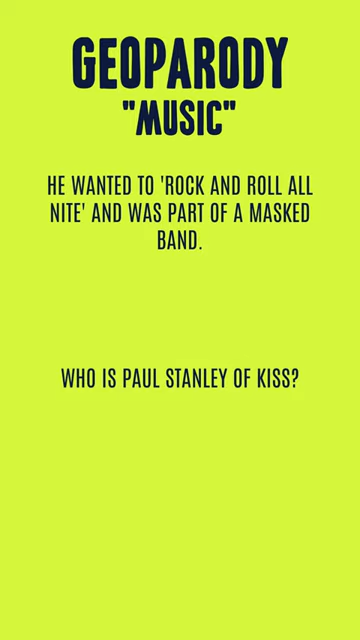 GEOPARODY
"MUSIC"
HE WANTED TO 'ROCK AND ROLL ALL
NITE' AND WAS PART OF A MASKED
BAND.
WHO IS PAUL STANLEY OF KISS?